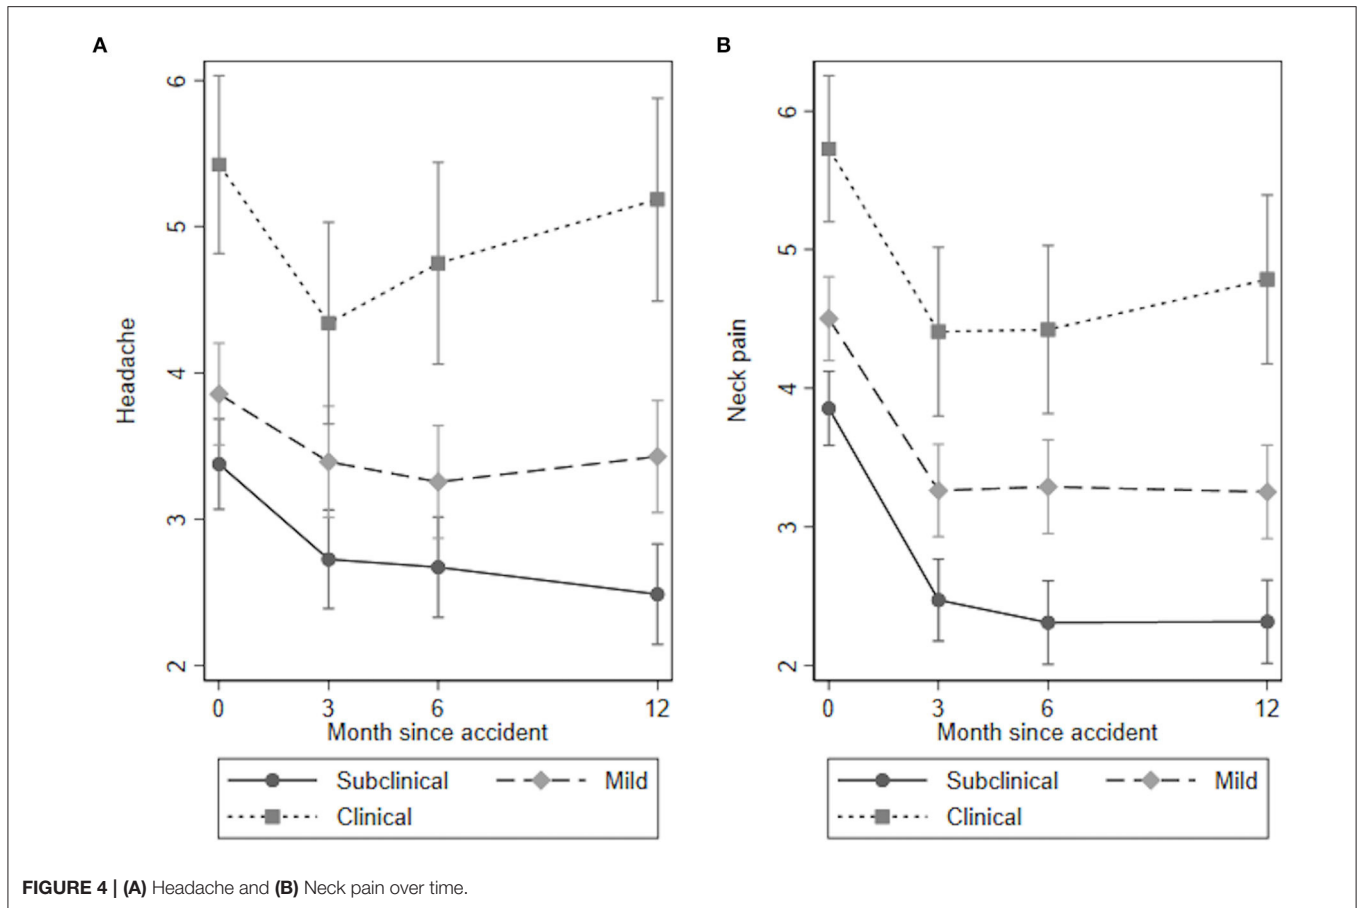 A
6
5
4
3
2
Headache
0 3 6 12
Month since accident
Subclinical Mild
Clinical
B
6
5
4
3
2
Neck pain
0 3 6 12
Month since accident
Subclinical Mild
Clinical
FIGURE 4 | (A) Headache and (B) Neck pain over time.